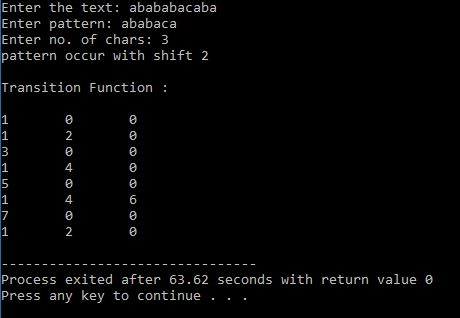 Enter the text: abababacaba
Enter pattern: ababaca
Enter no. of chars: 3
pattern occur with shift 2
Transition Function :
1 0 0
1 2 0
3 0 0
1 4 0
5 0 0
1 4 6
7 0 0
1 2 0
--------------------------------
Process exited after 63.62 seconds with return value 0
Press any key to continue . . .